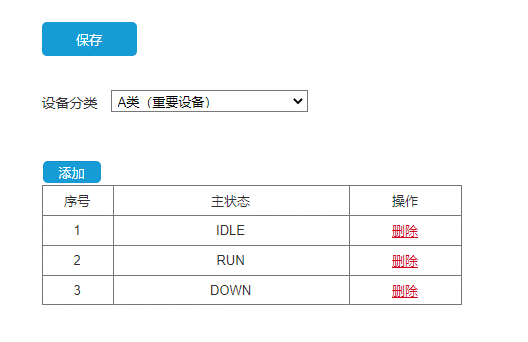 保存
设备分类 A类（重要设备）
添加
序号 主状态 操作
1 IDLE 删除
2 RUN 删除
3 DOWN 删除